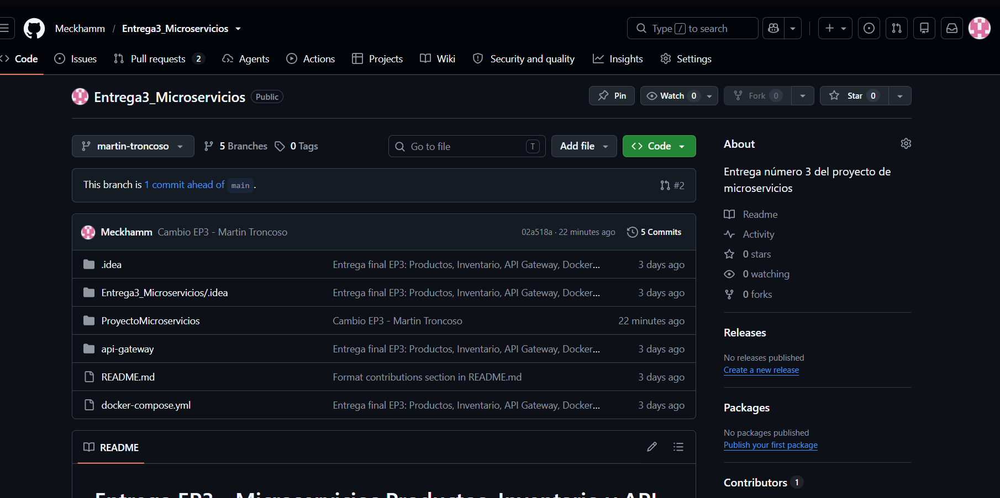 Meckhamm / Entrega3_Microservicios
Type / to search
Code Issues Pull requests 2 Agents Actions Projects Wiki Security and quality Insights Settings
Entrega3_Microservicios Public
Pin Watch 0 Fork 0 Star 0
martin-troncoso 5 Branches 0 Tags Go to file T Add file Code
This branch is 1 commit ahead of main . #2
Meckhamm Cambio EP3 - Martin Troncoso 02a518a · 22 minutes ago 5 Commits
.idea Entrega final EP3: Productos, Inventario, API Gateway, Docker... 3 days ago
Entrega3_Microservicios/.idea Entrega final EP3: Productos, Inventario, API Gateway, Docker... 3 days ago
ProyectoMicroservicios Cambio EP3 - Martin Troncoso 22 minutes ago
api-gateway Entrega final EP3: Productos, Inventario, API Gateway, Docker... 3 days ago
README.md Format contributions section in README.md 3 days ago
docker-compose.yml Entrega final EP3: Productos, Inventario, API Gateway, Docker... 3 days ago
README
Entrega EP3 - Microservicios Productos, Inventario y API
About
Entrega número 3 del proyecto de
microservicios
Readme
Activity
0 stars
0 watching
0 forks
Releases
No releases published
Create a new release
Packages
No packages published
Publish your first package
Contributors 1